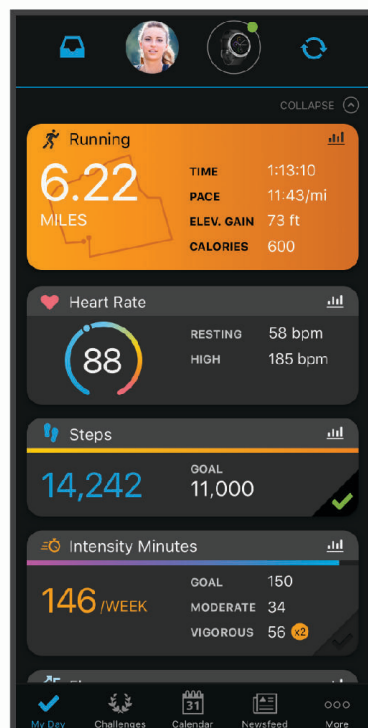 COLLAPSE
Running
6.22
MILES
TIME 1:13:10
PACE 11:43/mi
ELEV. GAIN 73 ft
CALORIES 600
Heart Rate
88
RESTING 58 bpm
HIGH 185 bpm
Steps
14,242
GOAL
11,000
Intensity Minutes
146 /WEEK
GOAL 150
MODERATE 34
VIGOROUS 56 x2
31
My Day Challenges Calendar Newsfeed More